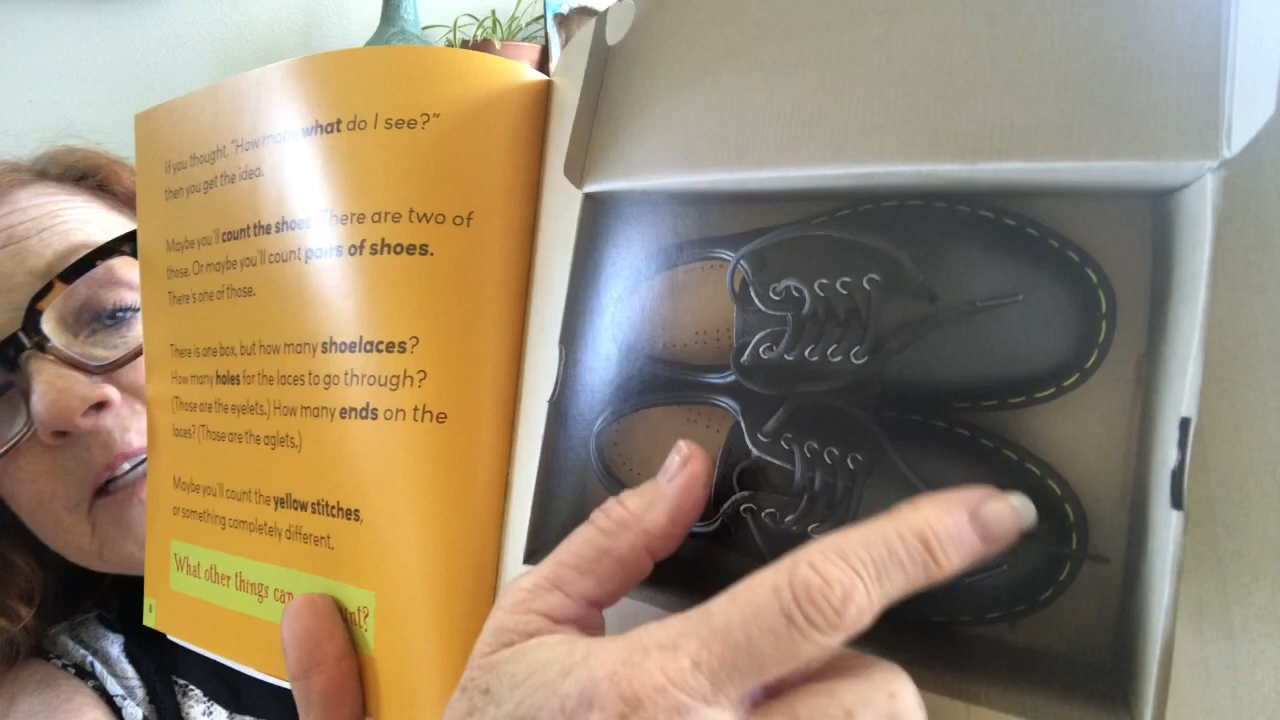 If you thought, "How many what do I see?"
then you get the idea.
Maybe you'll count the shoes. There are two of
those. Or maybe you'll count pairs of shoes.
There's one of those.
There is one box, but how many shoelaces?
How many holes for the laces to go through?
(Those are the eyelets.) How many ends on the
laces? (Those are the aglets.)
Maybe you'll count the yellow stitches,
or something completely different.
What other things can
8